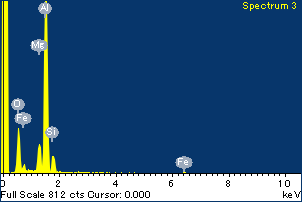 Spectrum 3
Al
Mg
O
Fe
Si
Fe
0 2 4 6 8 10
Full Scale 812 cts Cursor: 0.000 keV